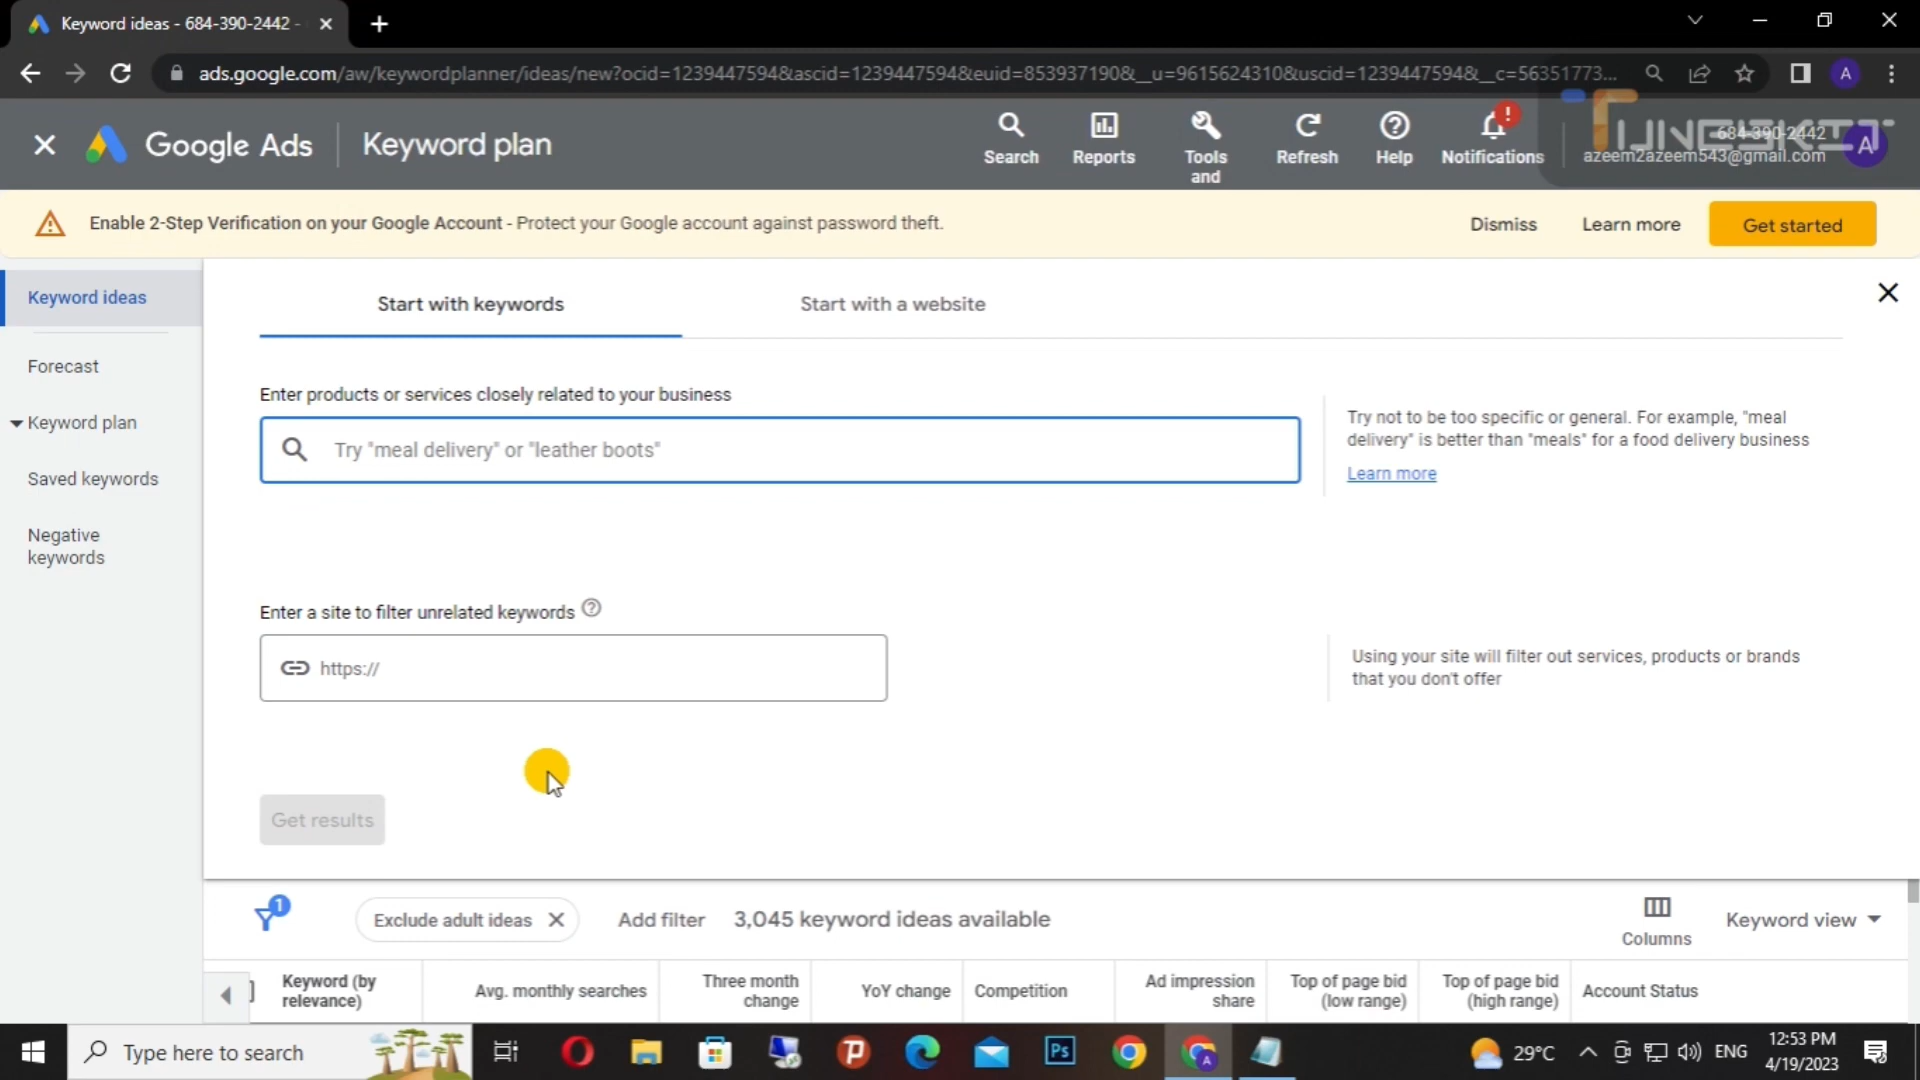 Keyword ideas - 684-390-2442 -
ads.google.com/aw/keywordplanner/ideas/new?ocid=1239447594&ascid=1239447594&euid=853937190&__u=9615624310&uscid=1239447594&__c=56351773...
A
Google Ads
Keyword plan
Search
Reports
Tools
and
Refresh
Help
!
Notifications
TUNESKIT
684-390-2442
azeem2azeem543@gmail.com
A
Enable 2-Step Verification on your Google Account - Protect your Google account against password theft.
Dismiss
Learn more
Get started
Keyword ideas
Forecast
Keyword plan
Saved keywords
Negative
keywords
Start with keywords
Start with a website
Enter products or services closely related to your business
Try "meal delivery" or "leather boots"
Try not to be too specific or general. For example, "meal
delivery" is better than "meals" for a food delivery business
Learn more
Enter a site to filter unrelated keywords
https://
Using your site will filter out services, products or brands
that you don't offer
Get results
1
Exclude adult ideas
Add filter
3,045 keyword ideas available
Columns
Keyword view
Keyword (by
relevance)
Avg. monthly searches
Three month
change
YoY change
Competition
Ad impression
share
Top of page bid
(low range)
Top of page bid
(high range)
Account Status
Type here to search
Ps
A
29°C
ENG
12:53 PM
4/19/2023